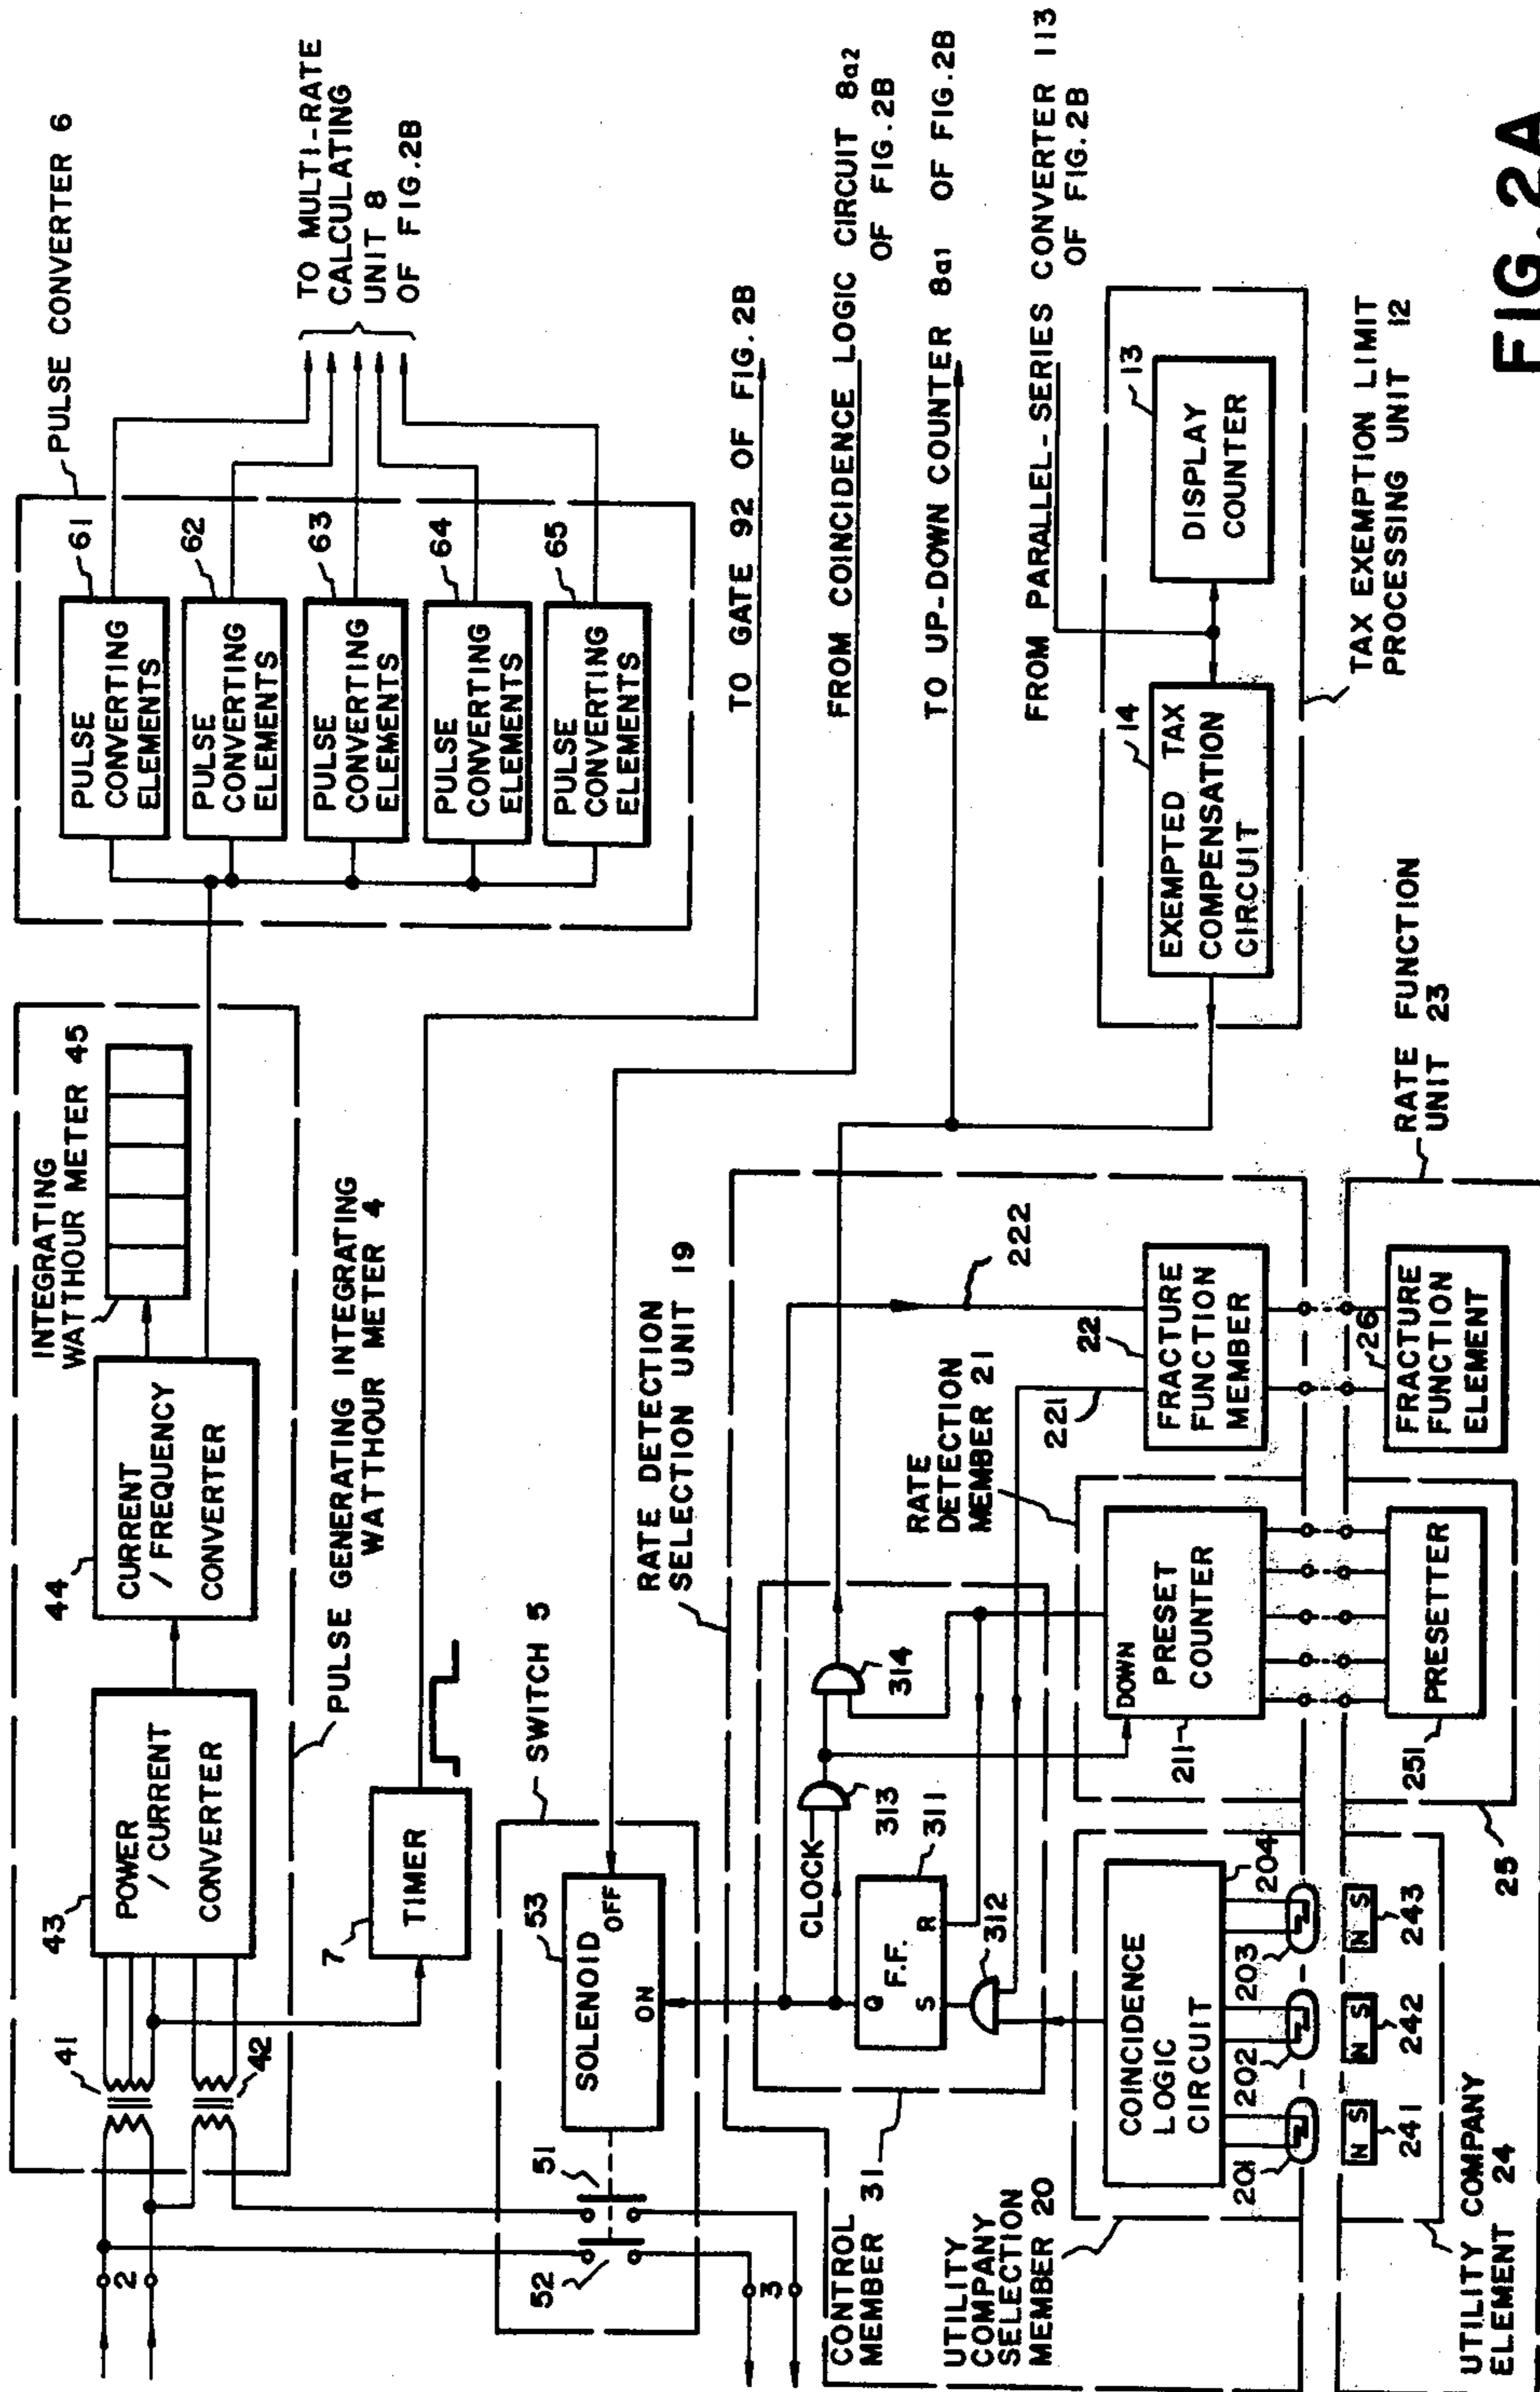 2
3
41
42
43
POWER
/ CURRENT
CONVERTER
44
CURRENT
/ FREQUENCY
CONVERTER
INTEGRATING
WATTHOUR METER 45
PULSE GENERATING INTEGRATING
WATTHOUR METER 4
PULSE CONVERTER 6
PULSE
CONVERTING
ELEMENTS
61
PULSE
CONVERTING
ELEMENTS
62
PULSE
CONVERTING
ELEMENTS
63
PULSE
CONVERTING
ELEMENTS
64
PULSE
CONVERTING
ELEMENTS
65
TO MULTI-RATE
CALCULATING
UNIT 8
OF FIG.2B
7
TIMER
TO GATE 92 OF FIG.2B
SWITCH 5
53
SOLENOID
OFF
ON
51
52
FROM COINCIDENCE LOGIC CIRCUIT 8a2
OF FIG.2B
TO UP-DOWN COUNTER 8a1 OF FIG.2B
FROM PARALLEL-SERIES CONVERTER 113
OF FIG.2B
RATE DETECTION
SELECTION UNIT 19
CONTROL
MEMBER 31
CLOCK
313
314
Q
F.F.
S
R
311
312
RATE
DETECTION
MEMBER 21
221
222
22
FRACTURE
FUNCTION
MEMBER
DOWN
PRESET
COUNTER
211
UTILITY
COMPANY
SELECTION
MEMBER 20
COINCIDENCE
LOGIC
CIRCUIT
204
201
202
203
N S
241
N S
242
N S
243
UTILITY COMPANY
ELEMENT 24
PRESETTER
251
25
26
FRACTURE
FUNCTION
ELEMENT
RATE FUNCTION
UNIT 23
14
EXEMPTED TAX
COMPENSATION
CIRCUIT
13
DISPLAY
COUNTER
TAX EXEMPTION LIMIT
PROCESSING UNIT 12
FIG.2A